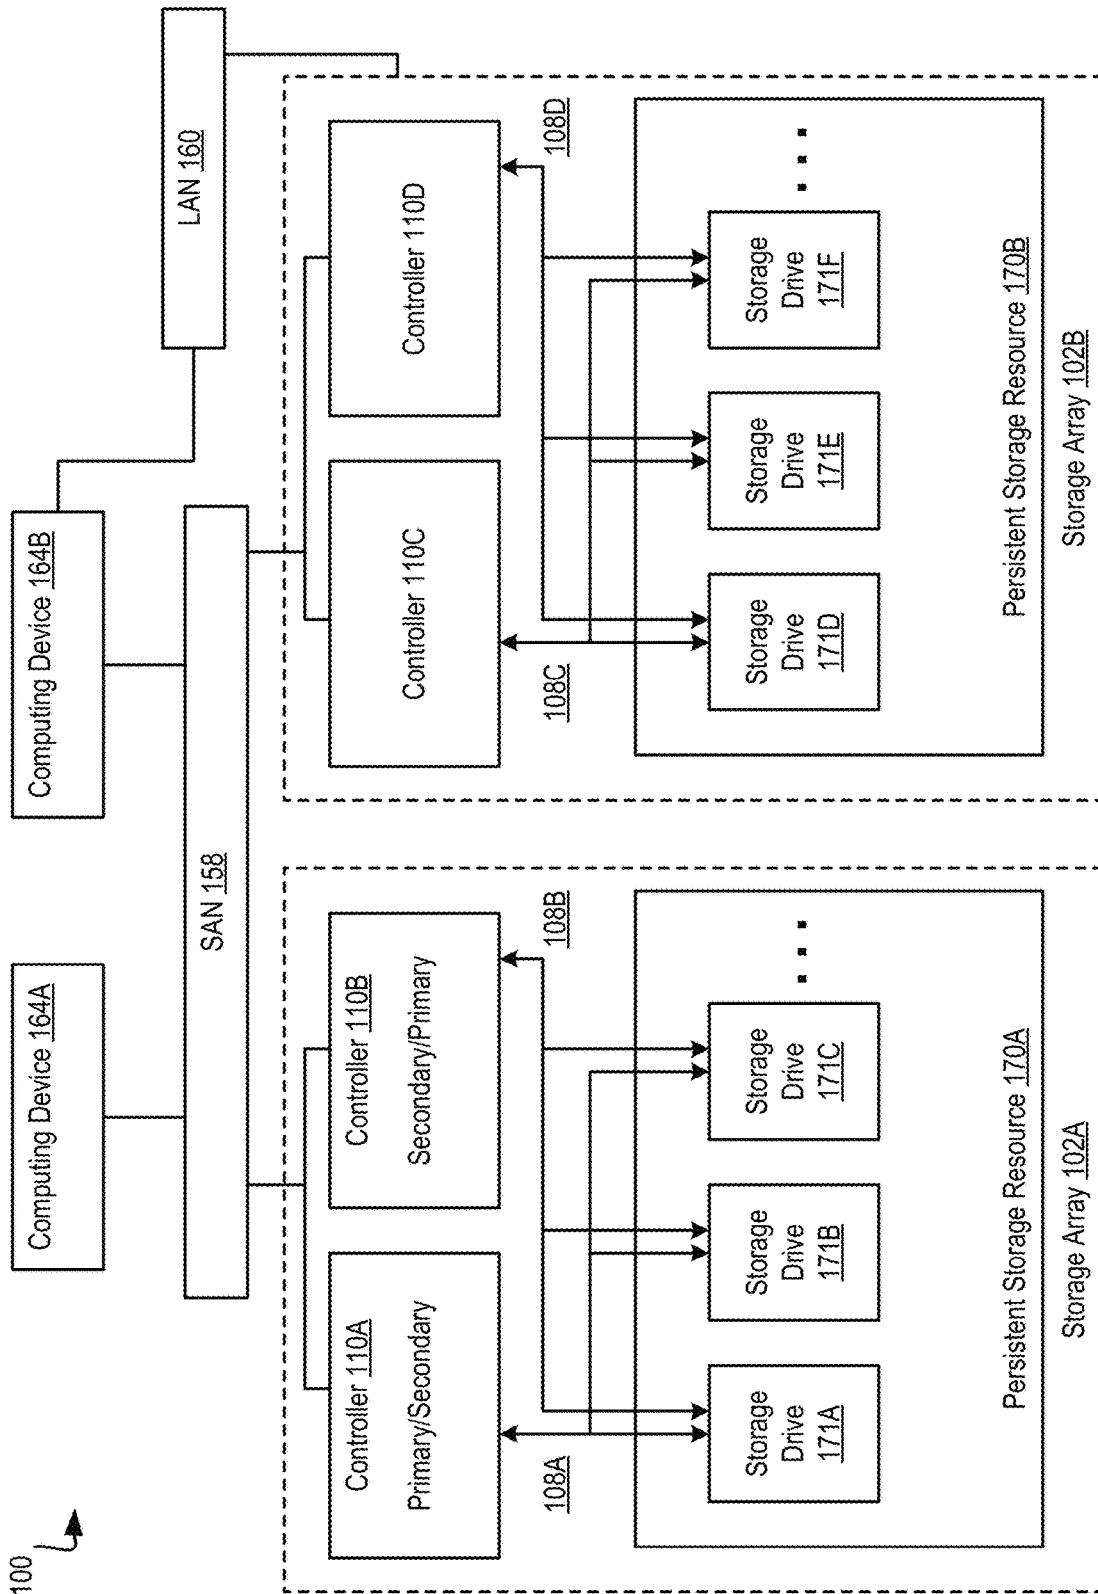 100
Computing Device 164A
Computing Device 164B
SAN 158
LAN 160
Controller 110A
Primary/Secondary
Controller 110B
Secondary/Primary
108A
108B
Storage
Drive
171A
Storage
Drive
171B
Storage
Drive
171C
Persistent Storage Resource 170A
Storage Array 102A
Controller 110C
Controller 110D
108C
108D
Storage
Drive
171D
Storage
Drive
171E
Storage
Drive
171F
Persistent Storage Resource 170B
Storage Array 102B